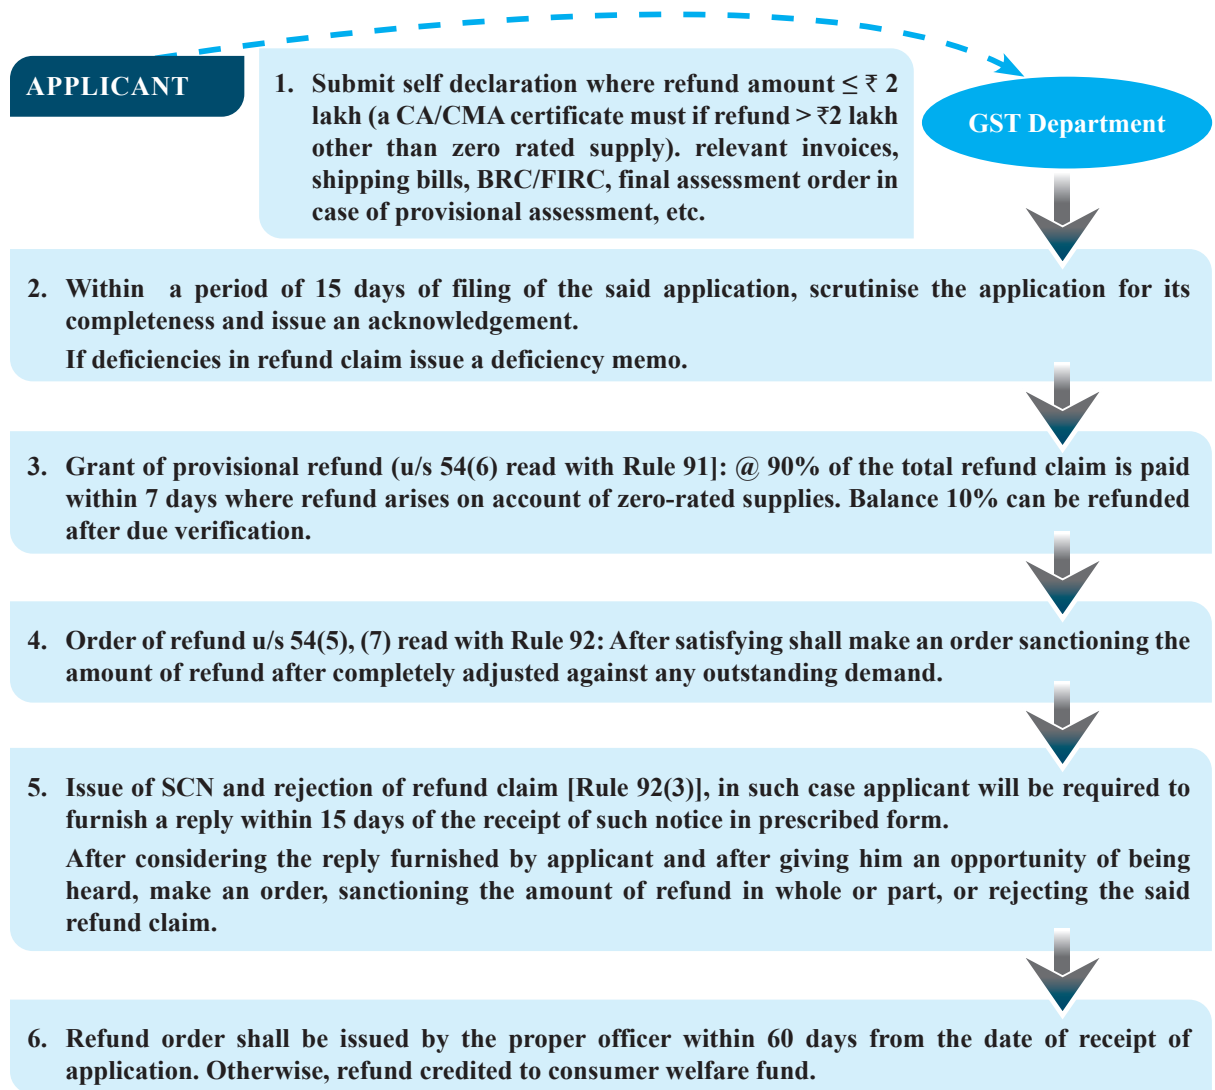 APPLICANT
1. Submit self declaration where refund amount ≤ ₹ 2
lakh (a CA/CMA certificate must if refund > ₹2 lakh
other than zero rated supply). relevant invoices,
shipping bills, BRC/FIRC, final assessment order in
case of provisional assessment, etc.
GST Department
2. Within a period of 15 days of filing of the said application, scrutinise the application for its
completeness and issue an acknowledgement.
If deficiencies in refund claim issue a deficiency memo.
3. Grant of provisional refund (u/s 54(6) read with Rule 91]: @ 90% of the total refund claim is paid
within 7 days where refund arises on account of zero-rated supplies. Balance 10% can be refunded
after due verification.
4. Order of refund u/s 54(5), (7) read with Rule 92: After satisfying shall make an order sanctioning the
amount of refund after completely adjusted against any outstanding demand.
5. Issue of SCN and rejection of refund claim [Rule 92(3)], in such case applicant will be required to
furnish a reply within 15 days of the receipt of such notice in prescribed form.
After considering the reply furnished by applicant and after giving him an opportunity of being
heard, make an order, sanctioning the amount of refund in whole or part, or rejecting the said
refund claim.
6. Refund order shall be issued by the proper officer within 60 days from the date of receipt of
application. Otherwise, refund credited to consumer welfare fund.